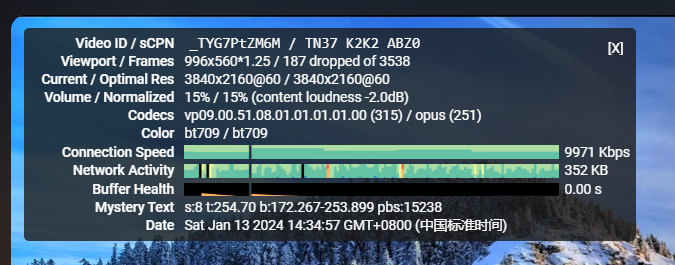 Video ID / sCPN _TYG7PtZM6M / TN37 K2K2 ABZ0
[X]
Viewport / Frames 996x560*1.25 / 187 dropped of 3538
Current / Optimal Res 3840x2160@60 / 3840x2160@60
Volume / Normalized 15% / 15% (content loudness -2.0dB)
Codecs vp09.00.51.08.01.01.01.01.00 (315) / opus (251)
Color bt709 / bt709
Connection Speed 9971 Kbps
Network Activity 352 KB
Buffer Health 0.00 s
Mystery Text s:8 t:254.70 b:172.267-253.899 pbs:15238
Date Sat Jan 13 2024 14:34:57 GMT+0800 (中国标准时间)